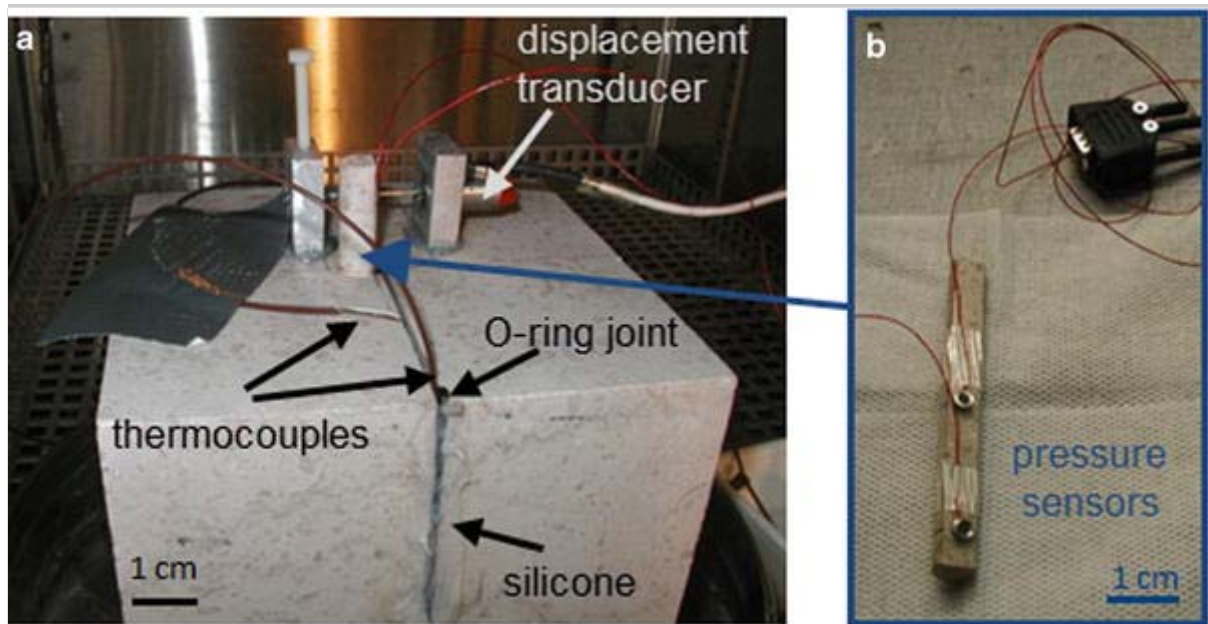 a
displacement
transducer
O-ring joint
thermocouples
silicone
1 cm
b
pressure
sensors
1 cm